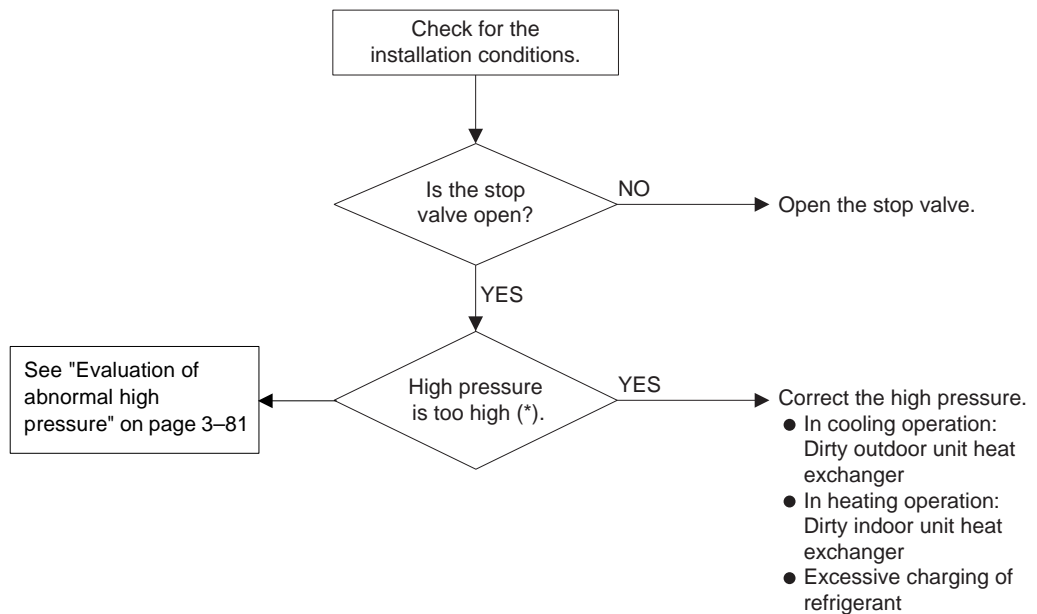 Check for the
installation conditions.
Is the stop
valve open?
NO
Open the stop valve.
YES
See "Evaluation of
abnormal high
pressure" on page 3–81
High pressure
is too high (*).
YES
Correct the high pressure.
● In cooling operation:
Dirty outdoor unit heat
exchanger
● In heating operation:
Dirty indoor unit heat
exchanger
● Excessive charging of
refrigerant